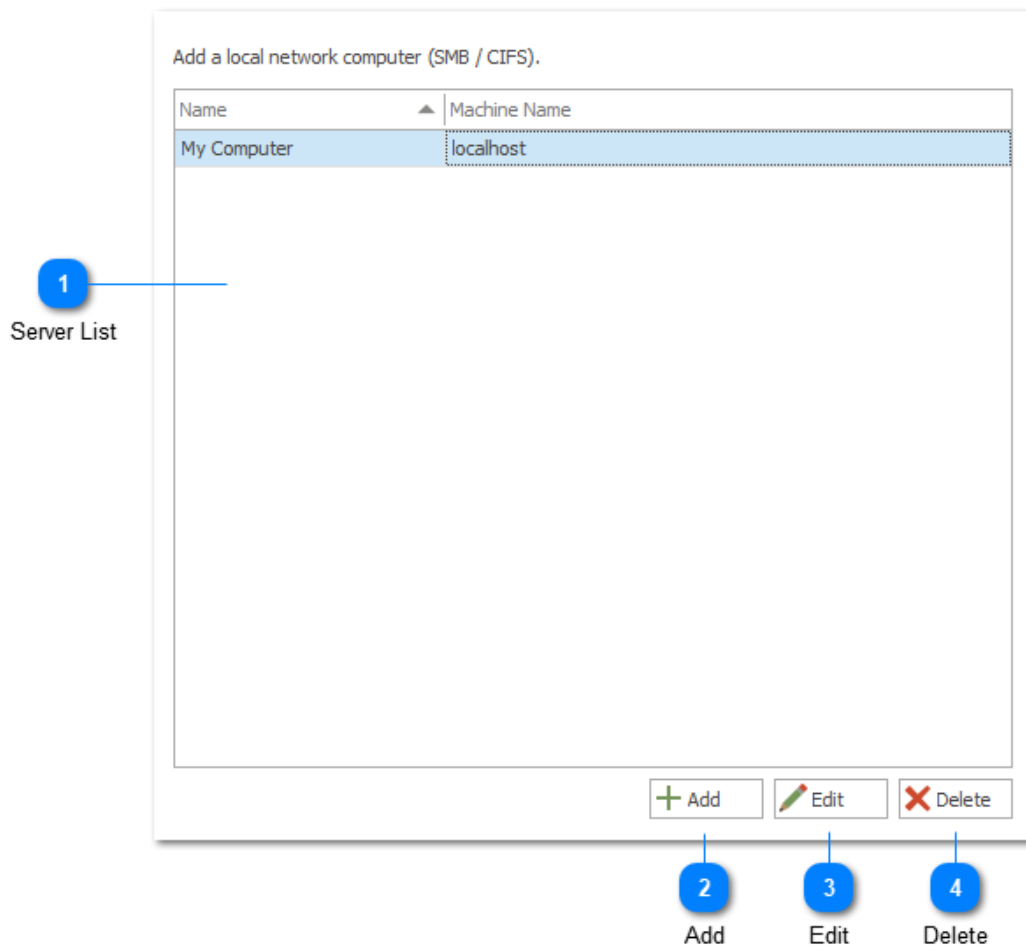 Add a local network computer (SMB / CIFS).
Name Machine Name
My Computer localhost
1
Server List
Add Edit Delete
2 3 4
Add Edit Delete